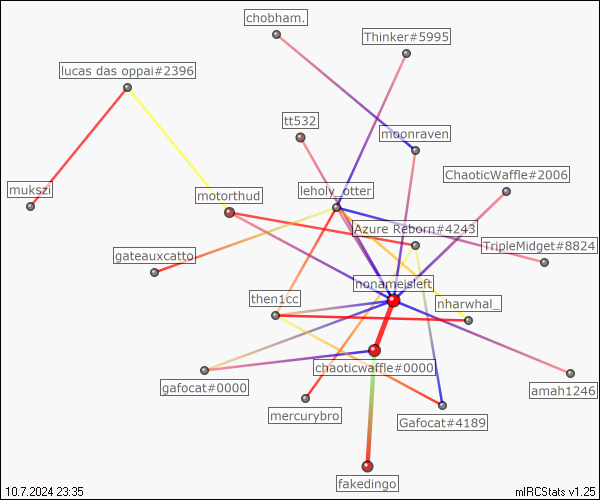 chobham.
Thinker#5995
lucas das oppai#2396
tt532
moonraven
ChaoticWaffle#2006
mukszi
motorthud
leholy_otter
Azure Reborn#4243
TripleMidget#8824
gateauxcatto
nonameisleft
then1cc
nharwhal_
chaoticwaffle#0000
gafocat#0000
amah1246
mercurybro
Gafocat#4189
fakedingo
10.7.2024 23:35
mIRCStats v1.25